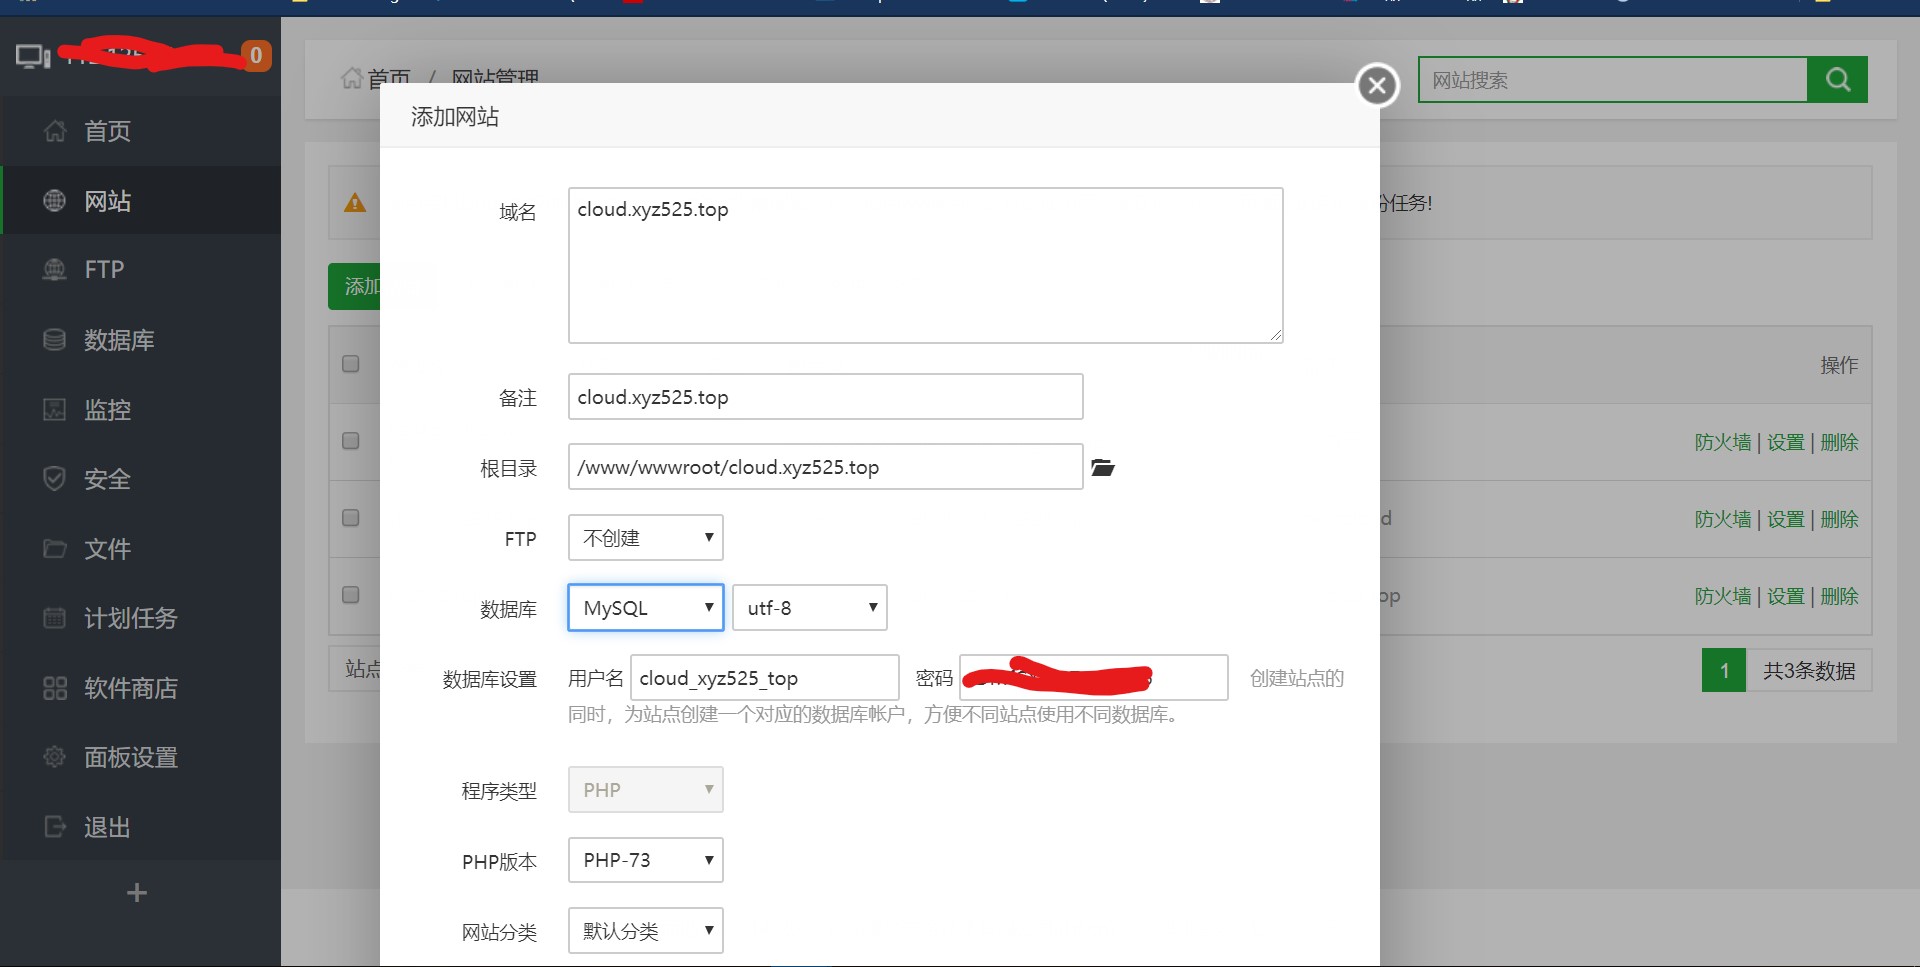 0
首页 / 网站管理
网站搜索
首页
网站
FTP
数据库
监控
安全
文件
计划任务
软件商店
面板设置
退出
+
添加网站
域名
cloud.xyz525.top
备注
cloud.xyz525.top
根目录
/www/wwwroot/cloud.xyz525.top
FTP
不创建
数据库
MySQL
utf-8
数据库设置
用户名
cloud_xyz525_top
密码
创建站点的
同时，为站点创建一个对应的数据库帐户，方便不同站点使用不同数据库。
程序类型
PHP
PHP版本
PHP-73
网站分类
默认分类
份任务!
添加
操作
防火墙 | 设置 | 删除
d
防火墙 | 设置 | 删除
op
防火墙 | 设置 | 删除
站点
1
共3条数据